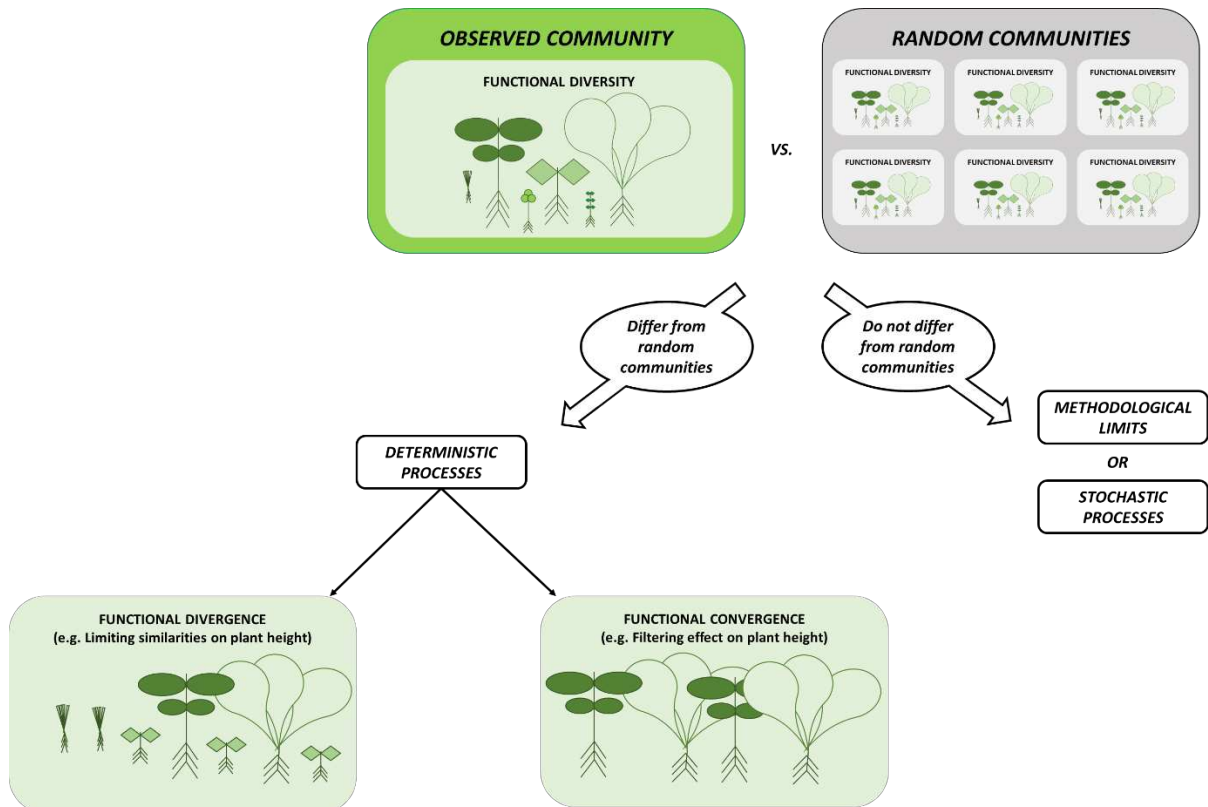 OBSERVED COMMUNITY
FUNCTIONAL DIVERSITY
VS.
RANDOM COMMUNITIES
FUNCTIONAL DIVERSITY
FUNCTIONAL DIVERSITY
FUNCTIONAL DIVERSITY
FUNCTIONAL DIVERSITY
FUNCTIONAL DIVERSITY
FUNCTIONAL DIVERSITY
Differ from
random
communities
Do not differ
from random
communities
DETERMINISTIC
PROCESSES
METHODOLOGICAL
LIMITS
OR
STOCHASTIC
PROCESSES
FUNCTIONAL DIVERGENCE
(e.g. Limiting similarities on plant height)
FUNCTIONAL CONVERGENCE
(e.g. Filtering effect on plant height)